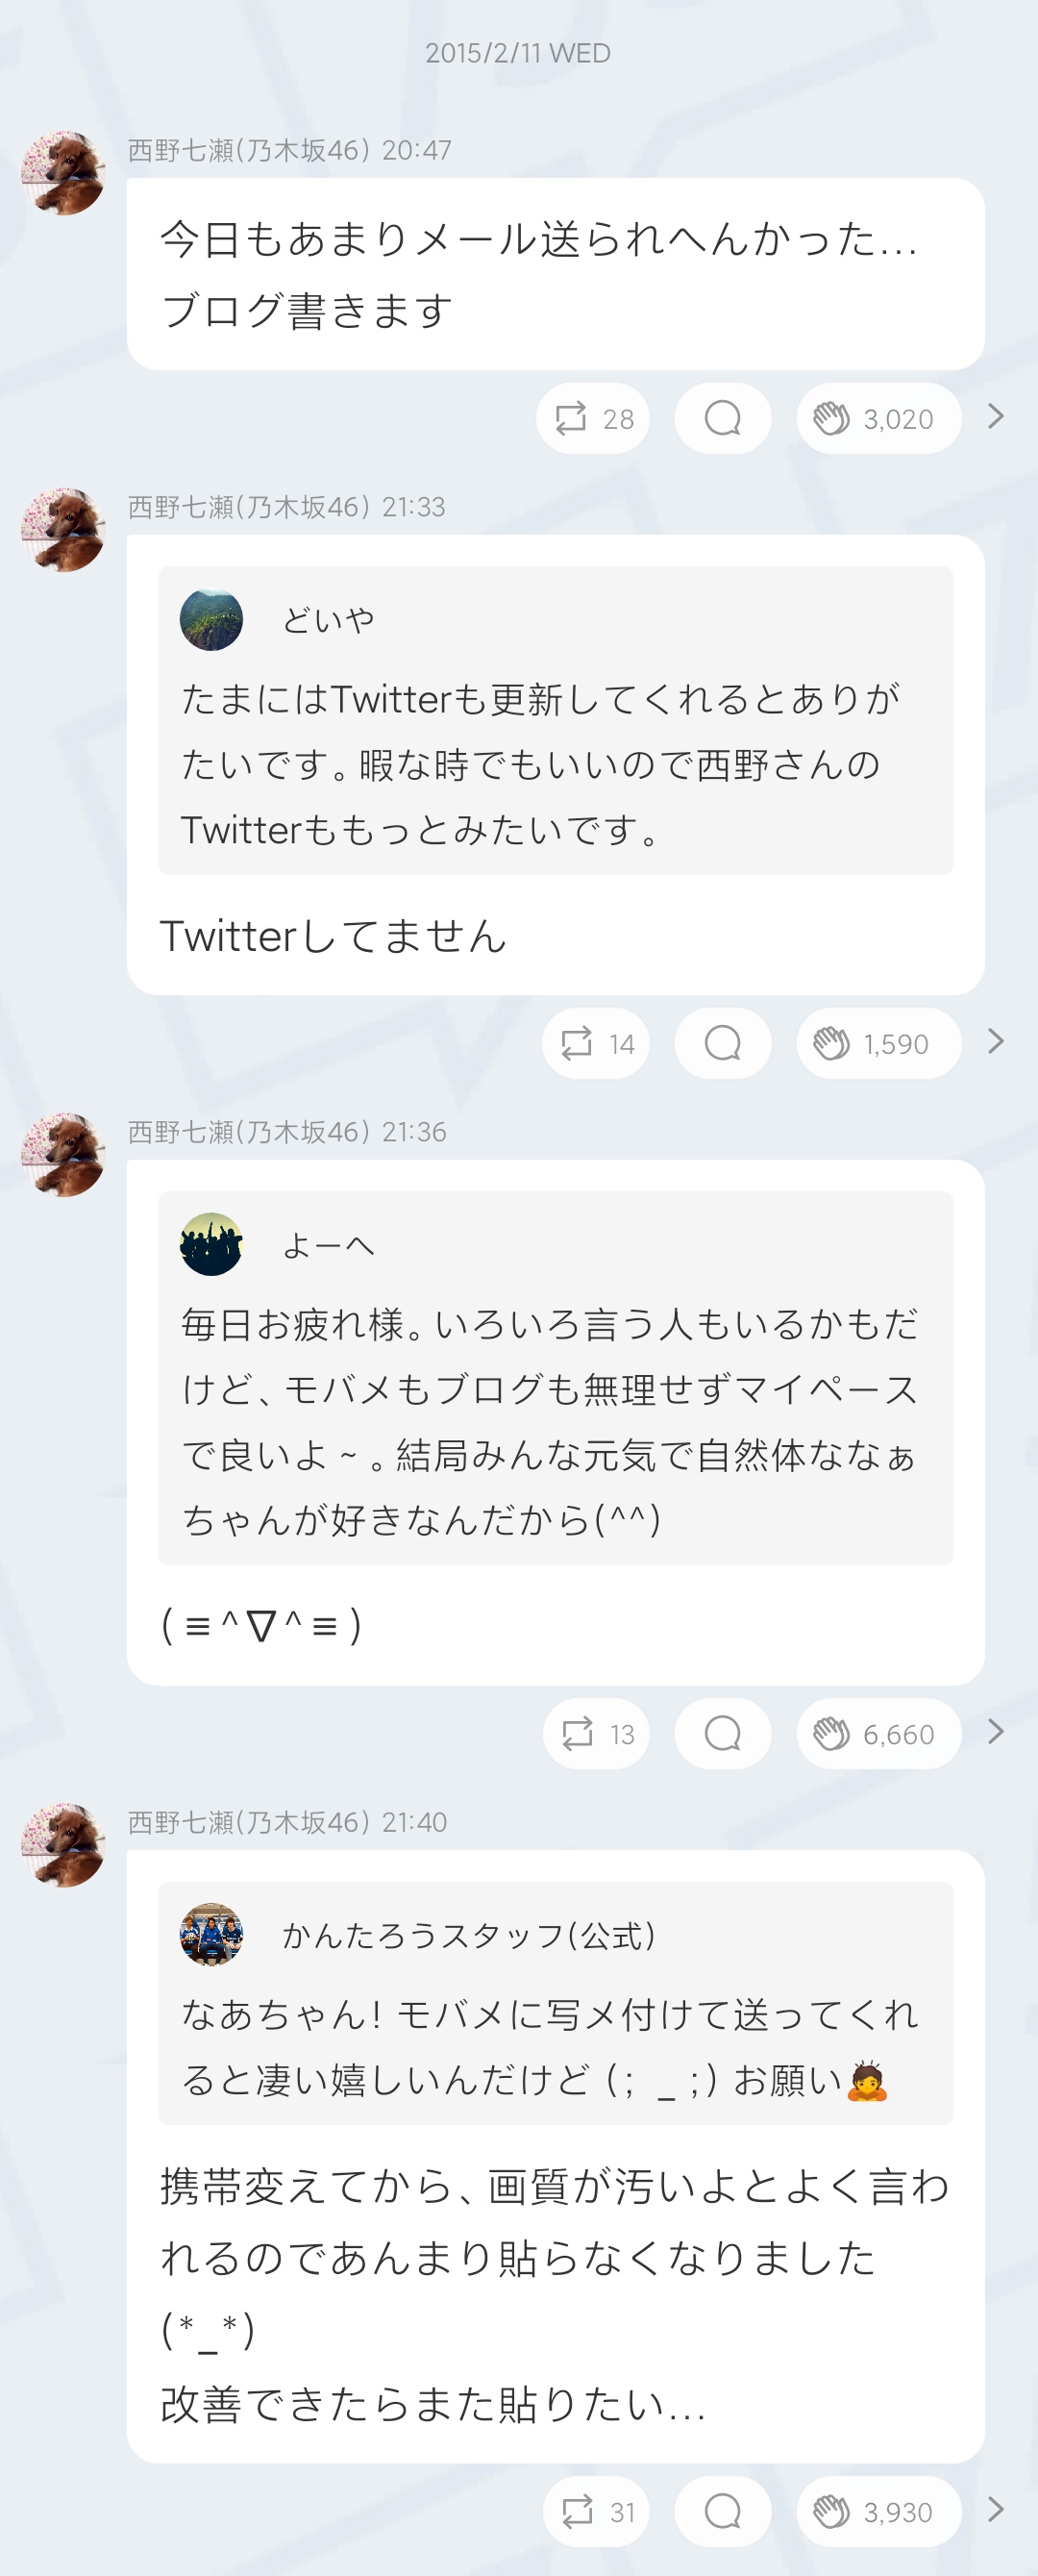 2015/2/11 WED
西野七瀬(乃木坂46) 20:47
今日もあまりメール送られへんかった...
ブログ書きます
28 3,020
西野七瀬(乃木坂46) 21:33
どいや
たまにはTwitterも更新してくれるとありが
たいです。暇な時でもいいので西野さんの
Twitterももっとみたいです。
Twitterしてません
14 1,590
西野七瀬(乃木坂46) 21:36
よーへ
毎日お疲れ様。いろいろ言う人もいるかもだ
けど、モバメもブログも無理せずマイペース
で良いよ~。結局みんな元気で自然体ななぁ
ちゃんが好きなんだから(^^)
(≡^∇^≡)
13 6,660
西野七瀬(乃木坂46) 21:40
かんたろうスタッフ(公式)
なあちゃん! モバメに写メ付けて送ってくれ
ると凄い嬉しいんだけど (; _ ;) お願い🙇
携帯変えてから、画質が汚いよとよく言わ
れるのであんまり貼らなくなりました
(*_*)
改善できたらまた貼りたい...
31 3,930